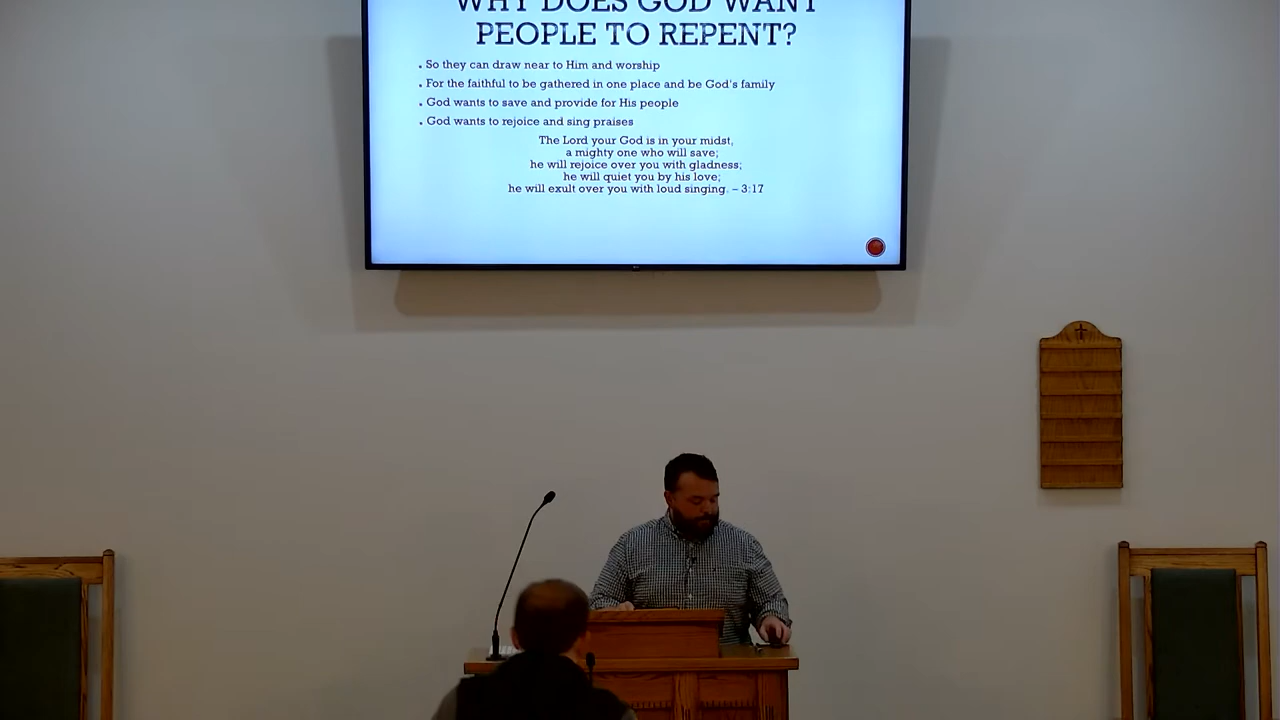 WHY DOES GOD WANT
PEOPLE TO REPENT?
. So they can draw near to Him and worship
. For the faithful to be gathered in one place and be God's family
. God wants to save and provide for His people
. God wants to rejoice and sing praises
The Lord your God is in your midst,
a mighty one who will save;
he will rejoice over you with gladness;
he will quiet you by his love;
he will exult over you with loud singing. – 3:17